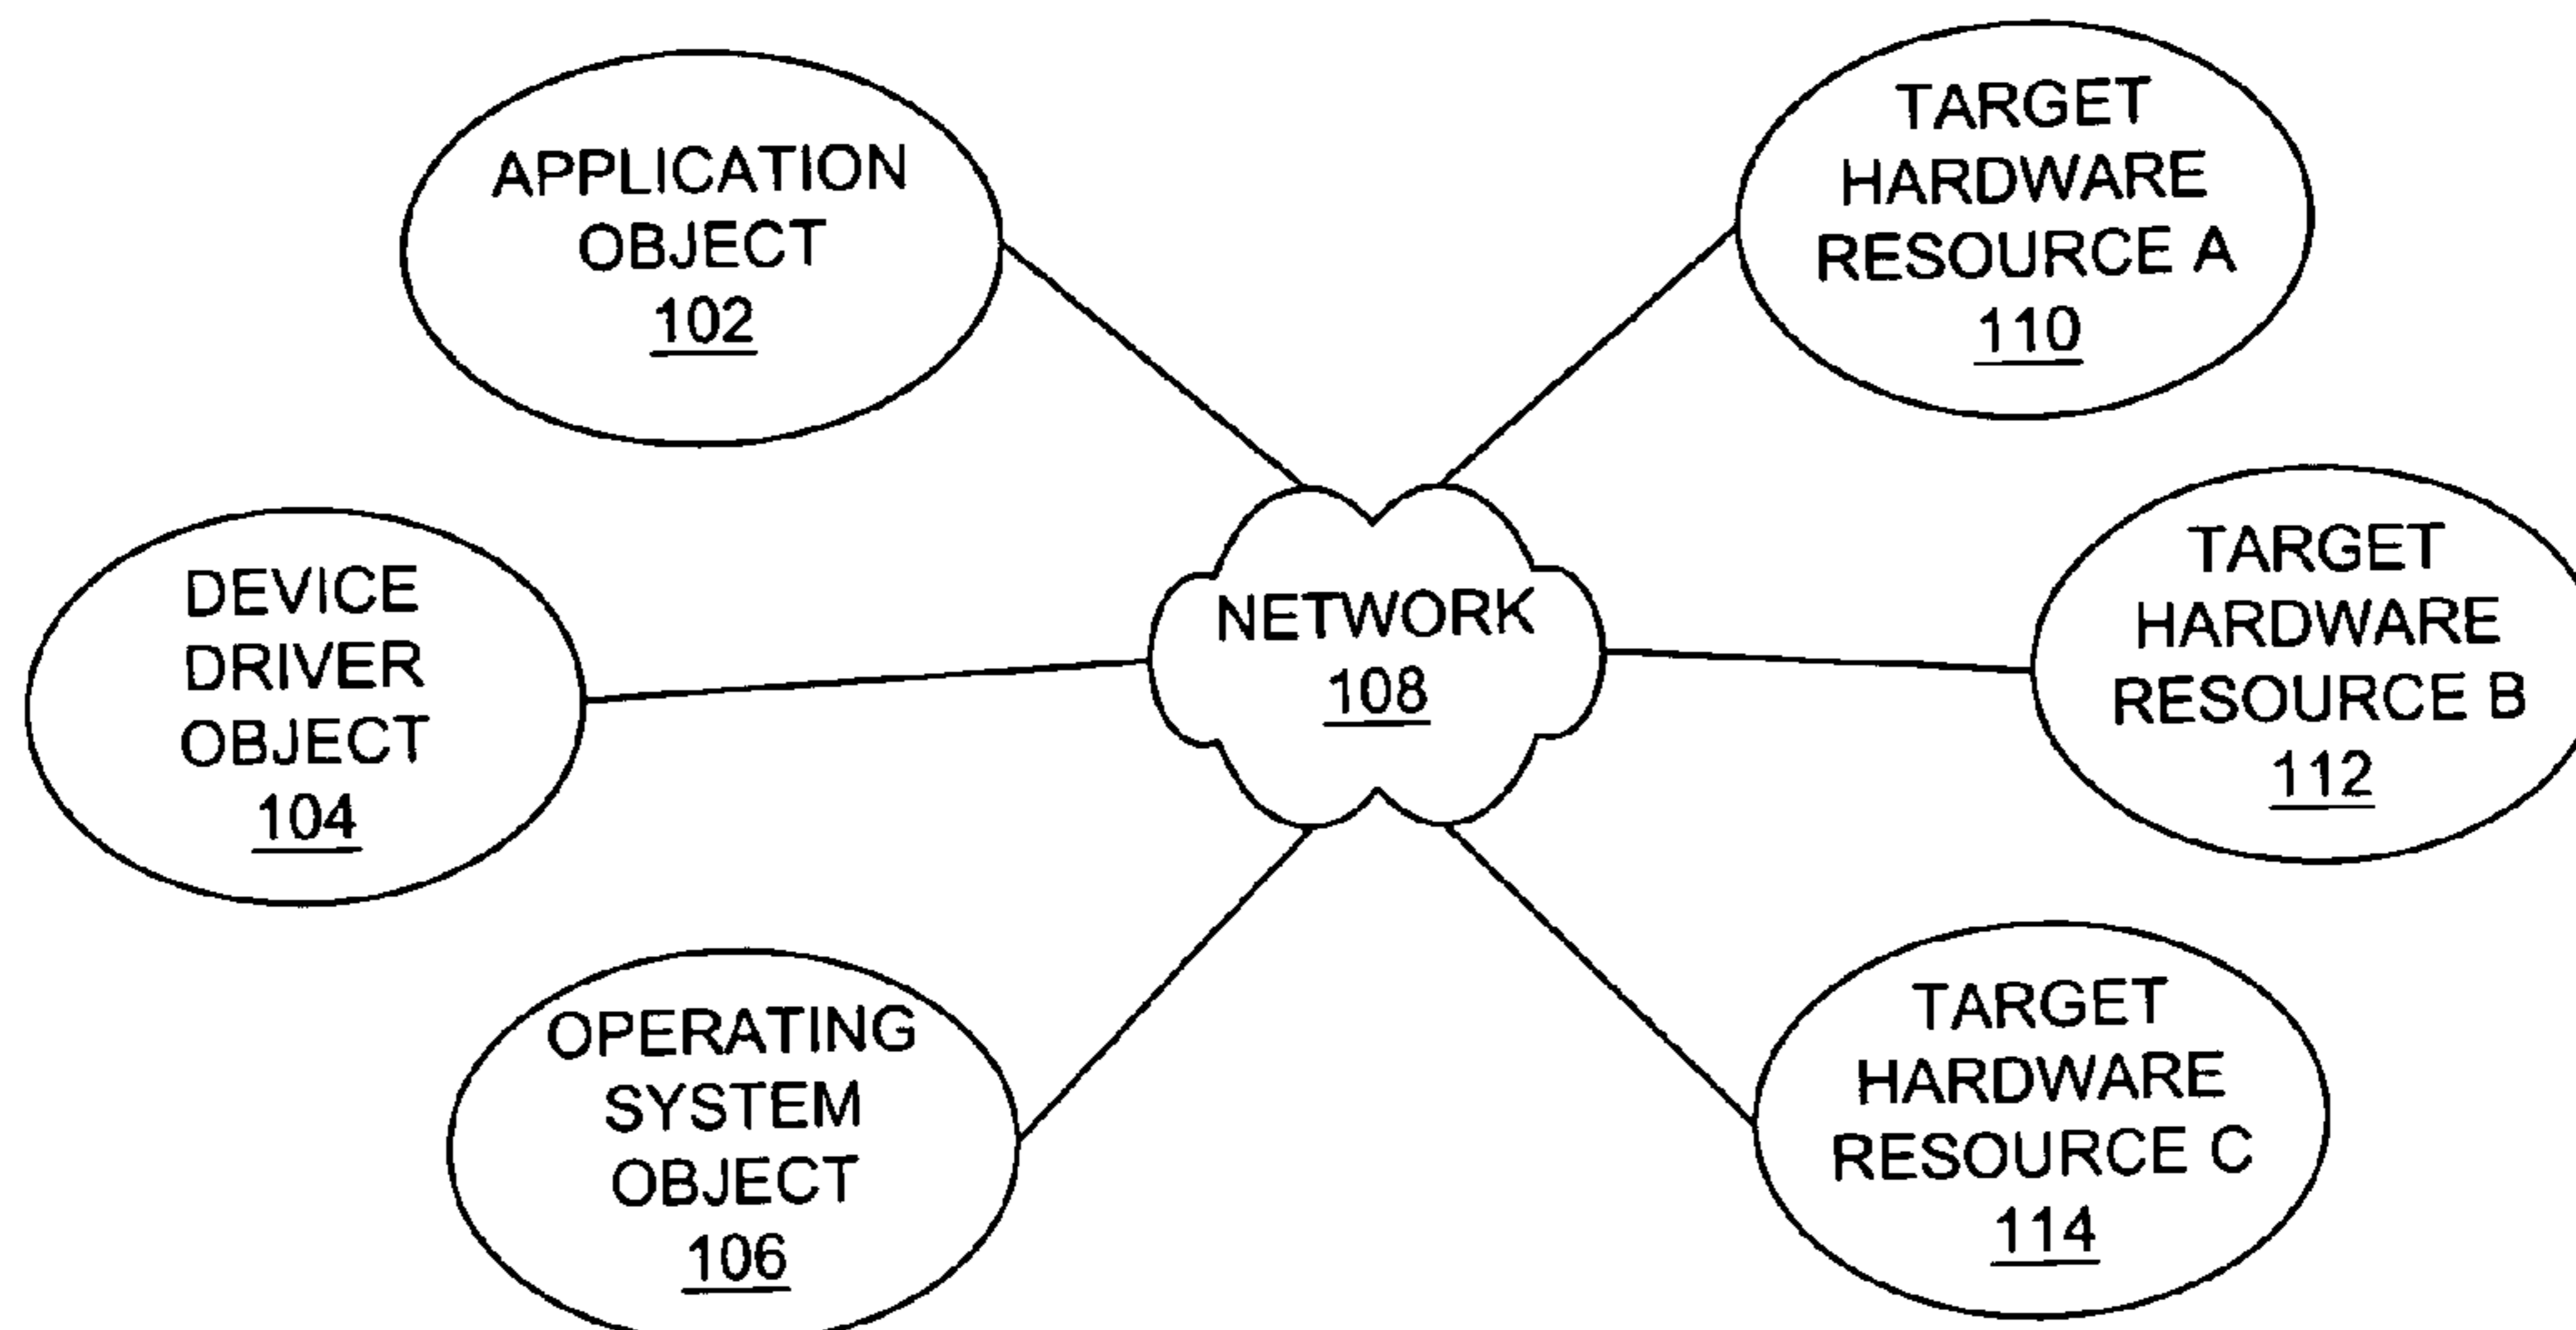 APPLICATION
OBJECT
102
TARGET
HARDWARE
RESOURCE A
110
DEVICE
DRIVER
OBJECT
104
NETWORK
108
TARGET
HARDWARE
RESOURCE B
112
OPERATING
SYSTEM
OBJECT
106
TARGET
HARDWARE
RESOURCE C
114